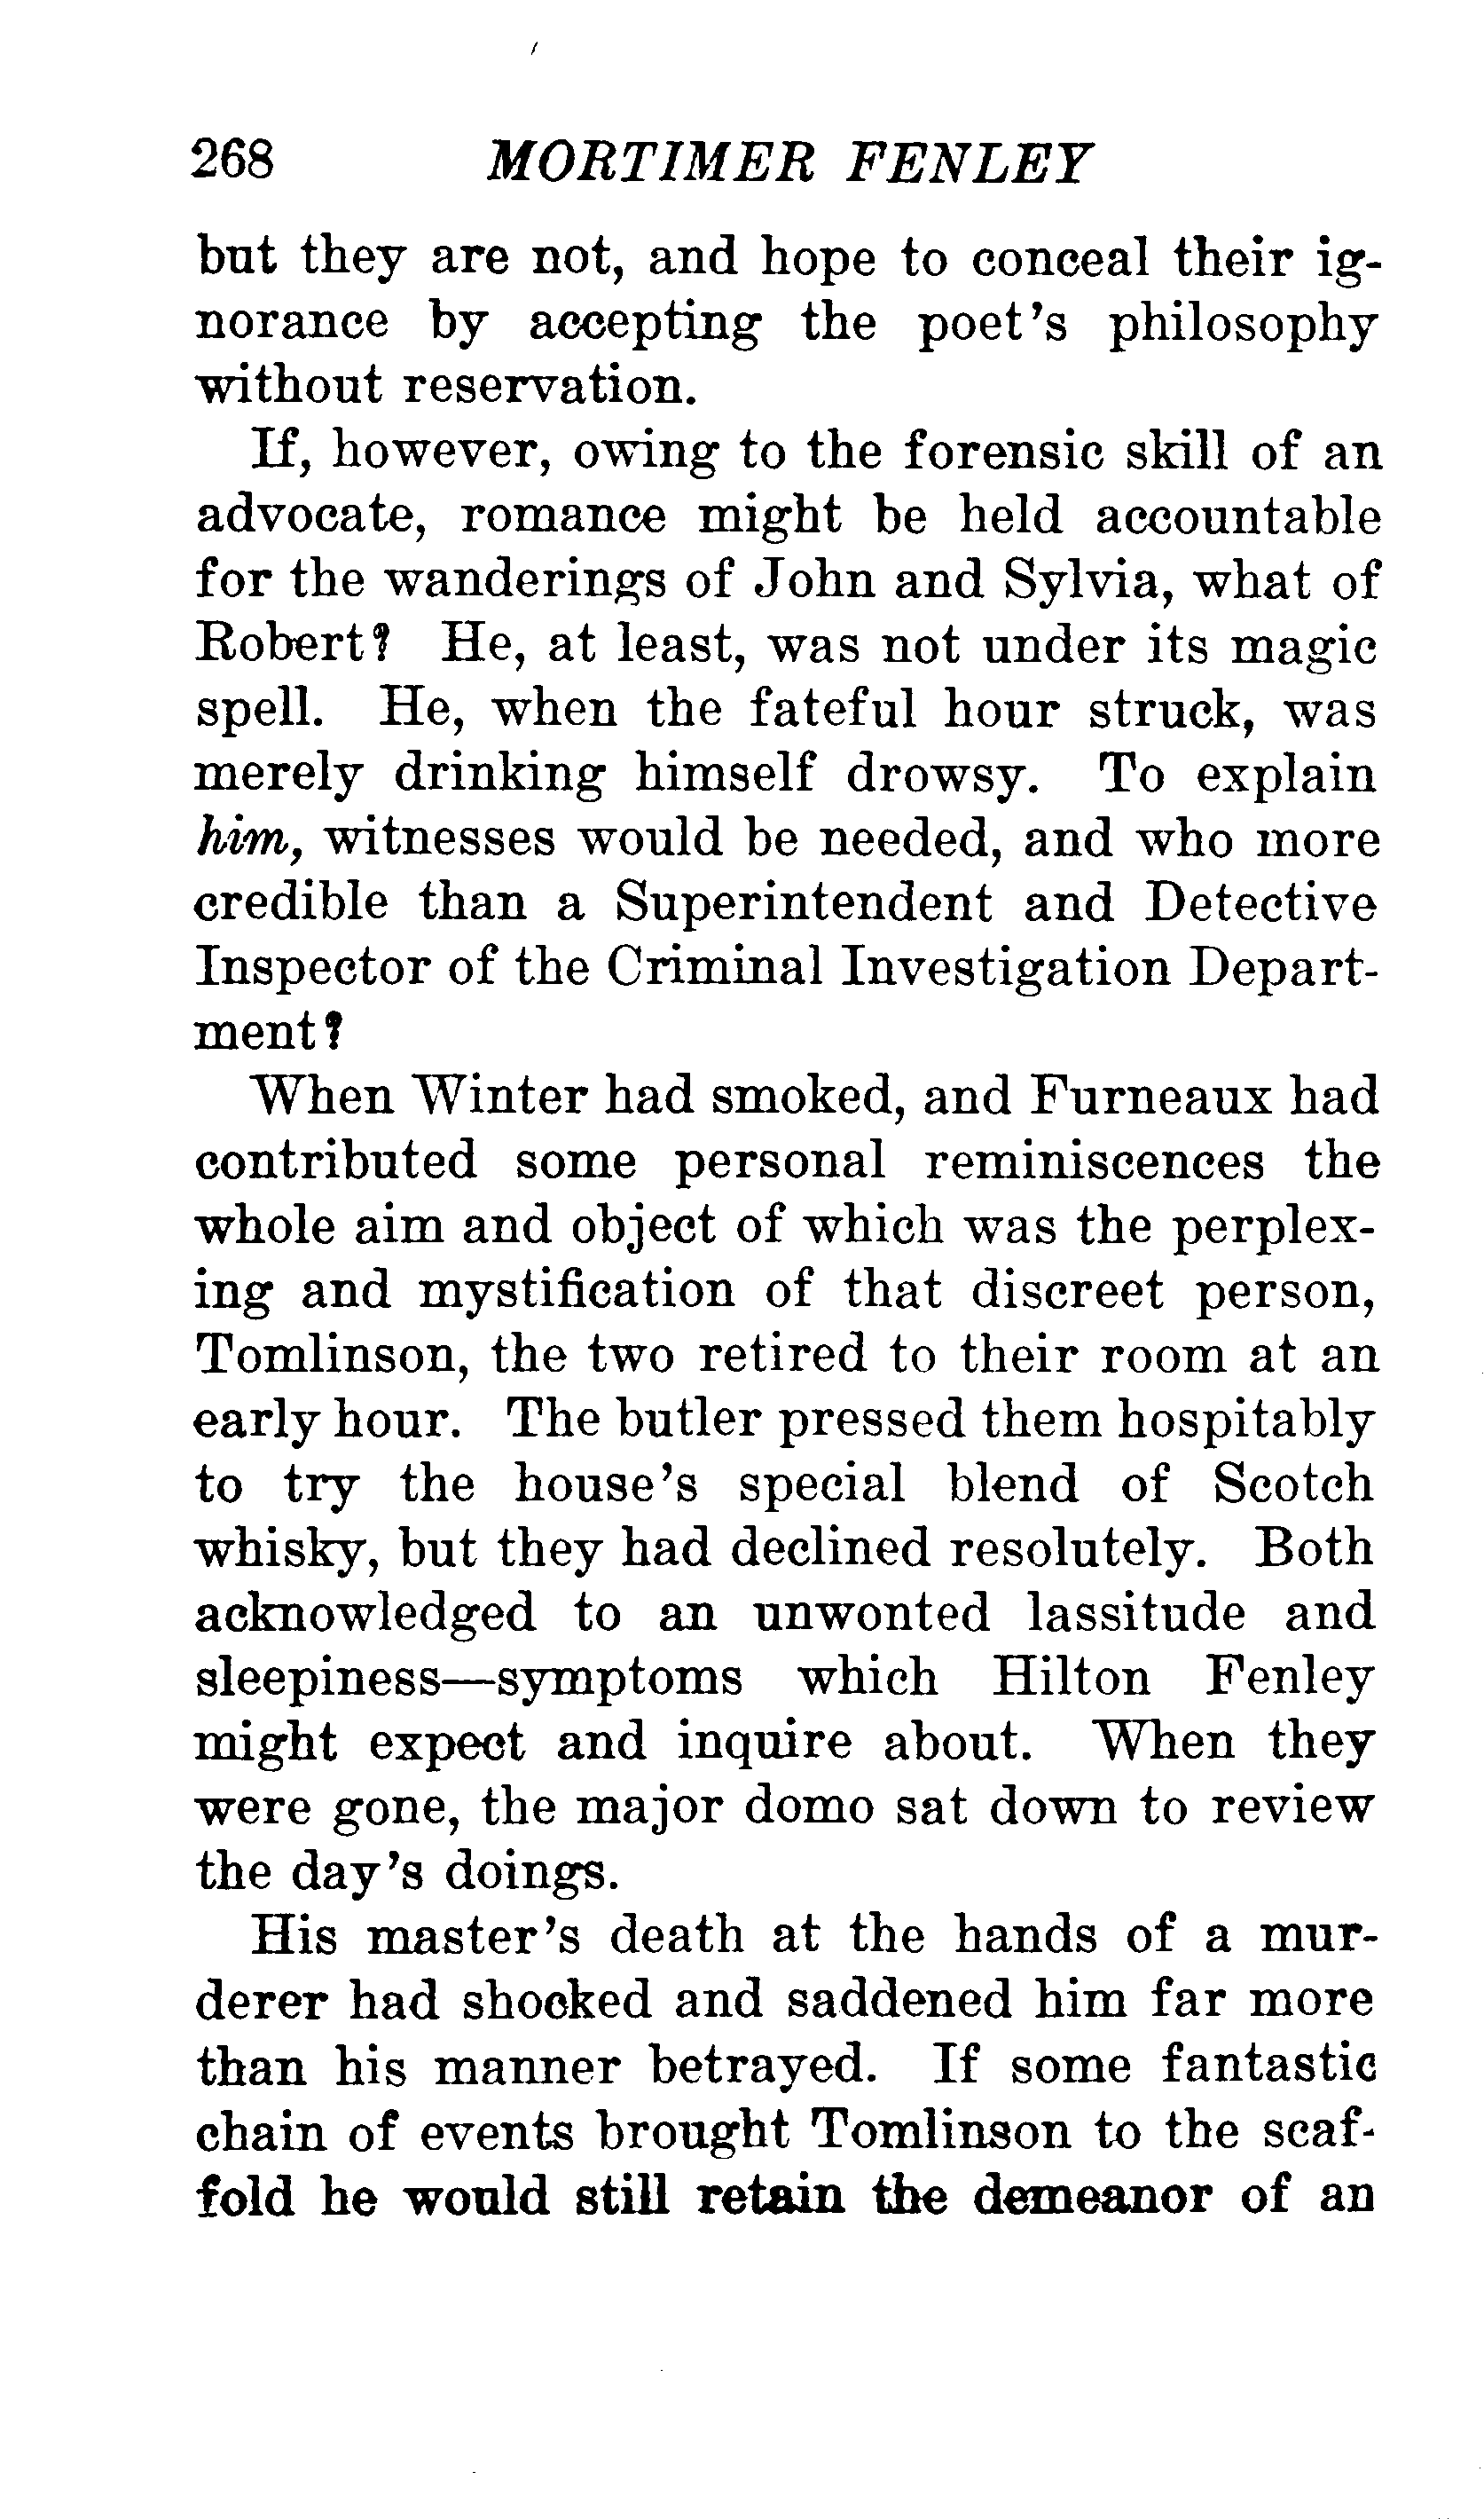 268 MORTIMER FENLEY
but they are not, and hope to conceal their ig-
norance by accepting the poet's philosophy
without reservation.
If, however, owing to the forensic skill of an
advocate, romance might be held accountable
for the wanderings of John and Sylvia, what of
Robert? He, at least, was not under its magic
spell. He, when the fateful hour struck, was
merely drinking himself drowsy. To explain
him, witnesses would be needed, and who more
credible than a Superintendent and Detective
Inspector of the Criminal Investigation Depart-
ment?
When Winter had smoked, and Furneaux had
contributed some personal reminiscences the
whole aim and object of which was the perplex-
ing and mystification of that discreet person,
Tomlinson, the two retired to their room at an
early hour. The butler pressed them hospitably
to try the house's special blend of Scotch
whisky, but they had declined resolutely. Both
acknowledged to an unwonted lassitude and
sleepiness—symptoms which Hilton Fenley
might expect and inquire about. When they
were gone, the major domo sat down to review
the day's doings.
His master's death at the hands of a mur-
derer had shocked and saddened him far more
than his manner betrayed. If some fantastic
chain of events brought Tomlinson to the scaf-
fold he would still retain the demeanor of an